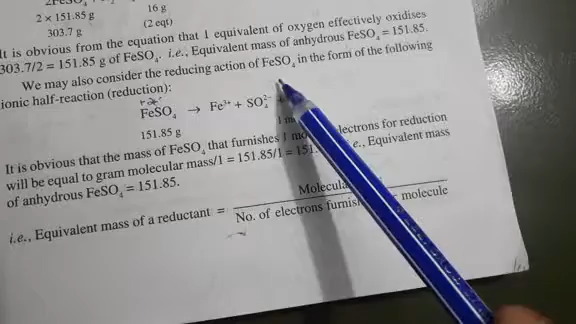 2FeSO₄
2 × 151.85 g 16 g
303.7 g (2 eqt)
It is obvious from the equation that 1 equivalent of oxygen effectively oxidises
303.7/2 = 151.85 g of FeSO₄. i.e., Equivalent mass of anhydrous FeSO₄ = 151.85.
We may also consider the reducing action of FeSO₄ in the form of the following
ionic half-reaction (reduction):
FeSO₄ → Fe³⁺ + SO₄²⁻
151.85 g 1
It is obvious that the mass of FeSO₄ that furnishes 1 electrons for reduction
will be equal to gram molecular mass/1 = 151.85/1 = 151. Equivalent mass
of anhydrous FeSO₄ = 151.85.
i.e., Equivalent mass of a reductant =
No. of electrons molecule